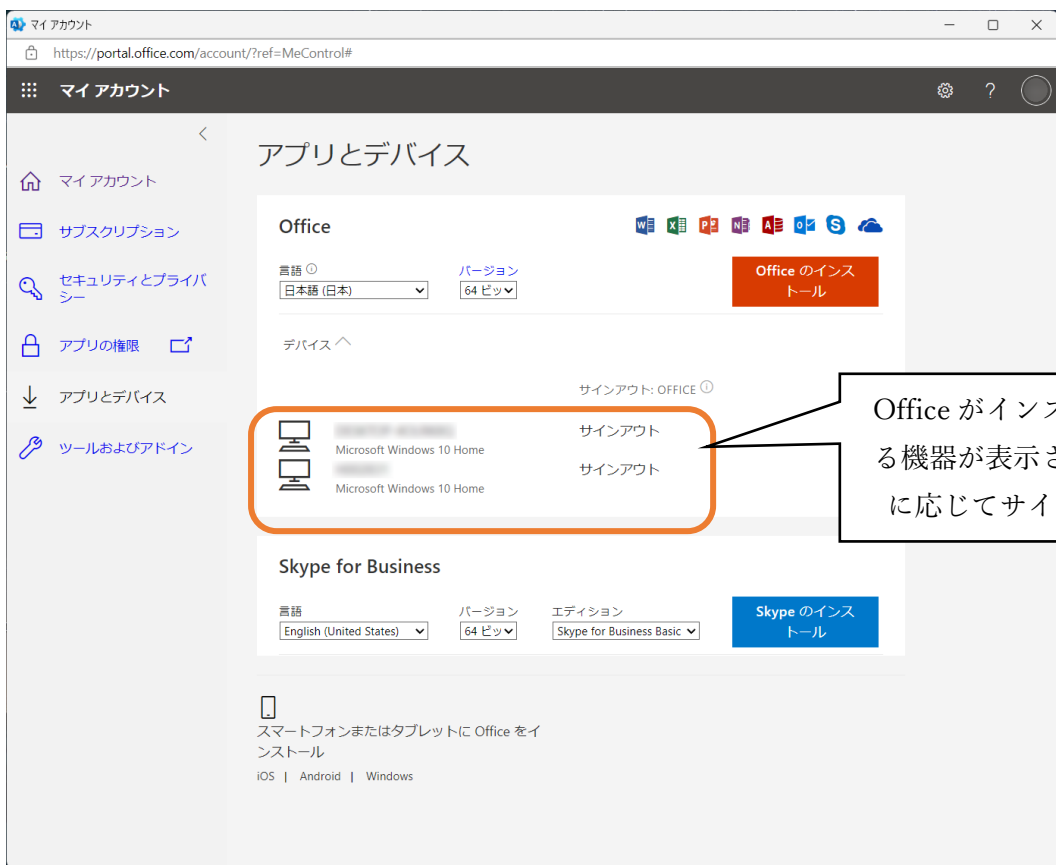 マイ アカウント
https://portal.office.com/account/?ref=MeControl#
マイ アカウント
?
アプリとデバイス
マイ アカウント
サブスクリプション
セキュリティとプライバ
シー
アプリの権限
アプリとデバイス
ツールおよびアドイン
Office
言語
バージョン
日本語 (日本)
64 ビッ
Office のインス
トール
デバイス
サインアウト: OFFICE
サインアウト
Microsoft Windows 10 Home
サインアウト
Microsoft Windows 10 Home
Office がインス
る機器が表示さ
に応じてサイ
Skype for Business
言語
バージョン
エディション
English (United States)
64 ビッ
Skype for Business Basic
Skype のインス
トール
スマートフォンまたはタブレットに Office をイ
ンストール
iOS | Android | Windows